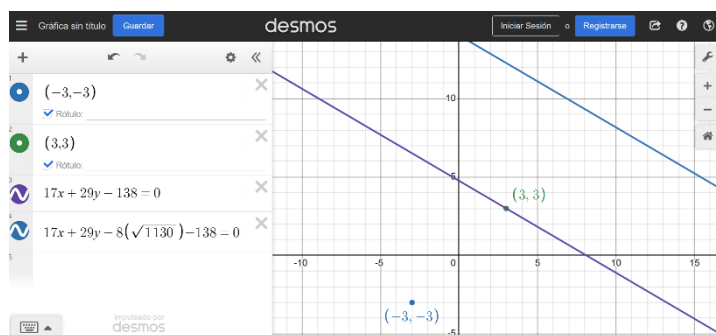 Gráfica sin título Guardar desmos Iniciar Sesión o Registrarse
1
(−3,−3)
Rótulo:
2
(3,3)
Rótulo:
3
17x + 29y − 138 = 0
4
17x + 29y − 8(√1130) − 138 = 0
5
impulsado por
desmos
10
5
(3, 3)
-10 -5 0 5 10 15
(−3, −3)
-5